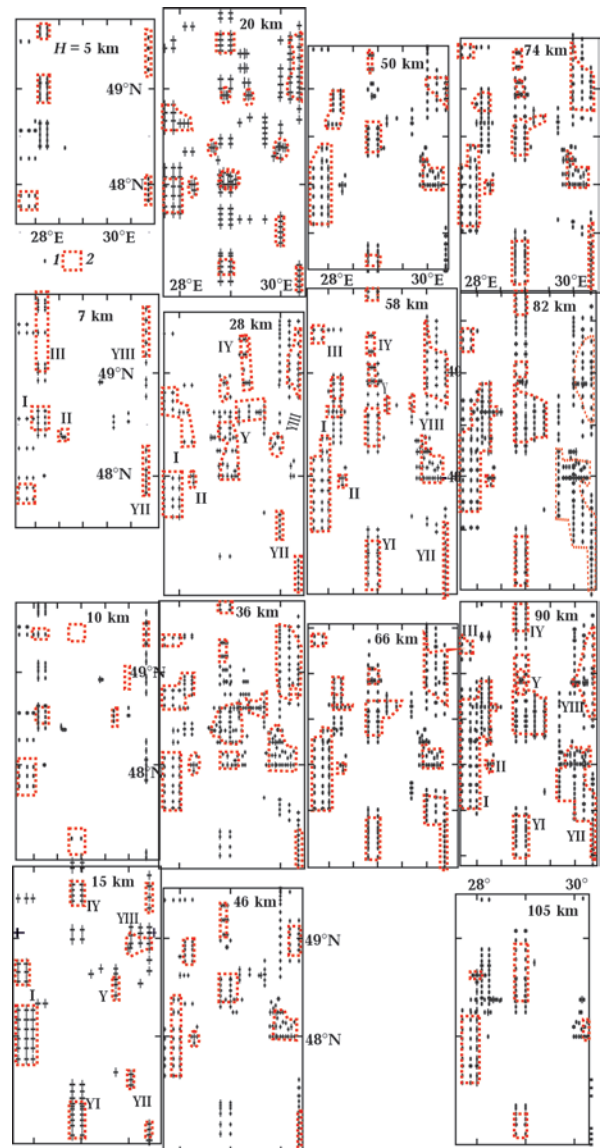 H = 5 km
49°N
48°N
28°E 30°E
1 2
20 km
28°E 30°E
50 km
28°E 30°E
74 km
28°E 30°E
7 km
III YIII
49°N
I
II
48°N
YII
28 km
IY
YIII
Y
I
II
YII
58 km
III IY
I YIII
II
YI YII
82 km
10 km
49°N
48°N
36 km
66 km
90 km
III IY
Y
YIII
II
I
YI YII
15 km
IY
YIII
I Y
YI YII
46 km
49°N
48°N
28° 30°
105 km